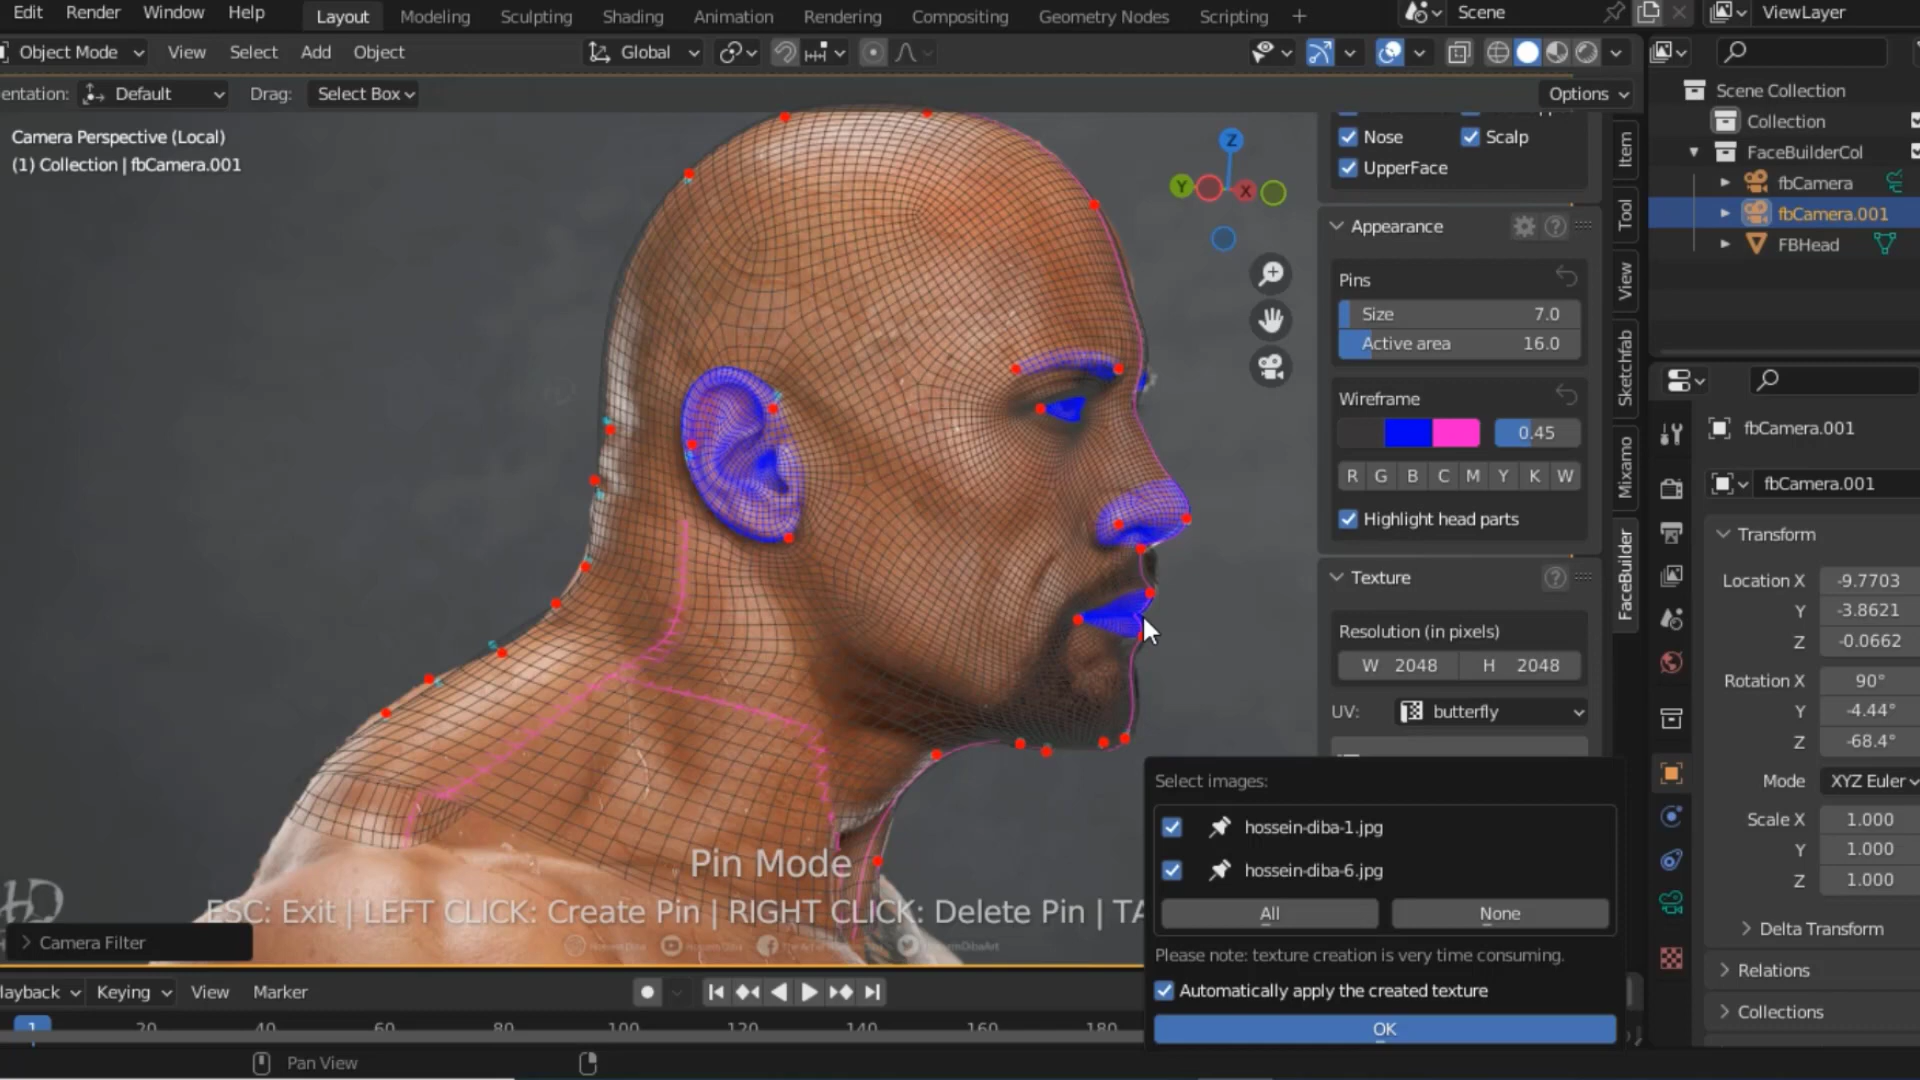 Edit Render Window Help Layout Modeling Sculpting Shading Animation Rendering Compositing Geometry Nodes Scripting + Scene ViewLayer
Object Mode View Select Add Object Global
entation: Default Drag: Select Box Options
Camera Perspective (Local)
(1) Collection | fbCamera.001
Z
Y
X
Nose Scalp
UpperFace
Appearance
Pins
Size 7.0
Active area 16.0
Wireframe
0.45
R G B C M Y K W
Highlight head parts
Texture
Resolution (in pixels)
W 2048 H 2048
UV: butterfly
Item
Tool
View
Sketchfab
Mixamo
FaceBuilder
Scene Collection
Collection
FaceBuilderCol
fbCamera
fbCamera.001
FBHead
fbCamera.001
fbCamera.001
Transform
Location X -9.7703
Y -3.8621
Z -0.0662
Rotation X 90°
Y -4.44°
Z -68.4°
Mode XYZ Euler
Scale X 1.000
Y 1.000
Z 1.000
Delta Transform
Relations
Collections
Select images:
hossein-diba-1.jpg
hossein-diba-6.jpg
All None
Please note: texture creation is very time consuming.
Automatically apply the created texture
OK
Pin Mode
ESC: Exit | LEFT CLICK: Create Pin | RIGHT CLICK: Delete Pin | TA
HD
Camera Filter
layback Keying View Marker
1 20 40 60 80 100 120 140 160 180
Pan View